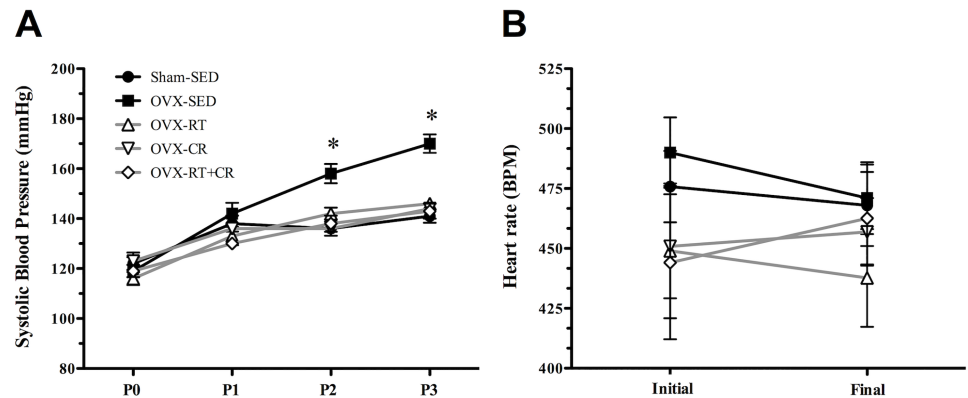 A
B
Systolic Blood Pressure (mmHg)
200
180
160
140
120
100
80
Sham-SED
OVX-SED
OVX-RT
OVX-CR
OVX-RT+CR
*
*
P0 P1 P2 P3
Heart rate (BPM)
525
500
475
450
425
400
Initial Final